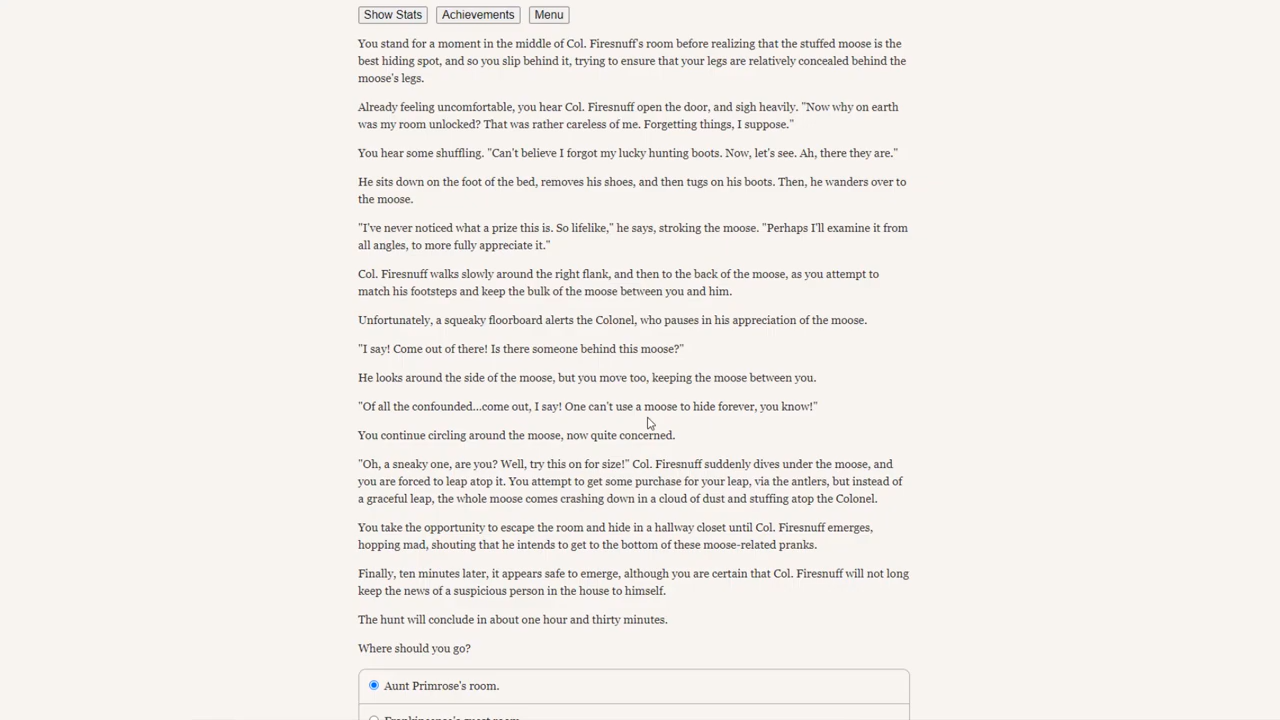 Show Stats Achievements Menu
You stand for a moment in the middle of Col. Firesnuff's room before realizing that the stuffed moose is the
best hiding spot, and so you slip behind it, trying to ensure that your legs are relatively concealed behind the
moose's legs.
Already feeling uncomfortable, you hear Col. Firesnuff open the door, and sigh heavily. "Now why on earth
was my room unlocked? That was rather careless of me. Forgetting things, I suppose."
You hear some shuffling. "Can't believe I forgot my lucky hunting boots. Now, let's see. Ah, there they are."
He sits down on the foot of the bed, removes his shoes, and then tugs on his boots. Then, he wanders over to
the moose.
"I've never noticed what a prize this is. So lifelike," he says, stroking the moose. "Perhaps I'll examine it from
all angles, to more fully appreciate it."
Col. Firesnuff walks slowly around the right flank, and then to the back of the moose, as you attempt to
match his footsteps and keep the bulk of the moose between you and him.
Unfortunately, a squeaky floorboard alerts the Colonel, who pauses in his appreciation of the moose.
"I say! Come out of there! Is there someone behind this moose?"
He looks around the side of the moose, but you move too, keeping the moose between you.
"Of all the confounded...come out, I say! One can't use a moose to hide forever, you know!"
You continue circling around the moose, now quite concerned.
"Oh, a sneaky one, are you? Well, try this on for size!" Col. Firesnuff suddenly dives under the moose, and
you are forced to leap atop it. You attempt to get some purchase for your leap, via the antlers, but instead of
a graceful leap, the whole moose comes crashing down in a cloud of dust and stuffing atop the Colonel.
You take the opportunity to escape the room and hide in a hallway closet until Col. Firesnuff emerges,
hopping mad, shouting that he intends to get to the bottom of these moose-related pranks.
Finally, ten minutes later, it appears safe to emerge, although you are certain that Col. Firesnuff will not long
keep the news of a suspicious person in the house to himself.
The hunt will conclude in about one hour and thirty minutes.
Where should you go?
Aunt Primrose's room.